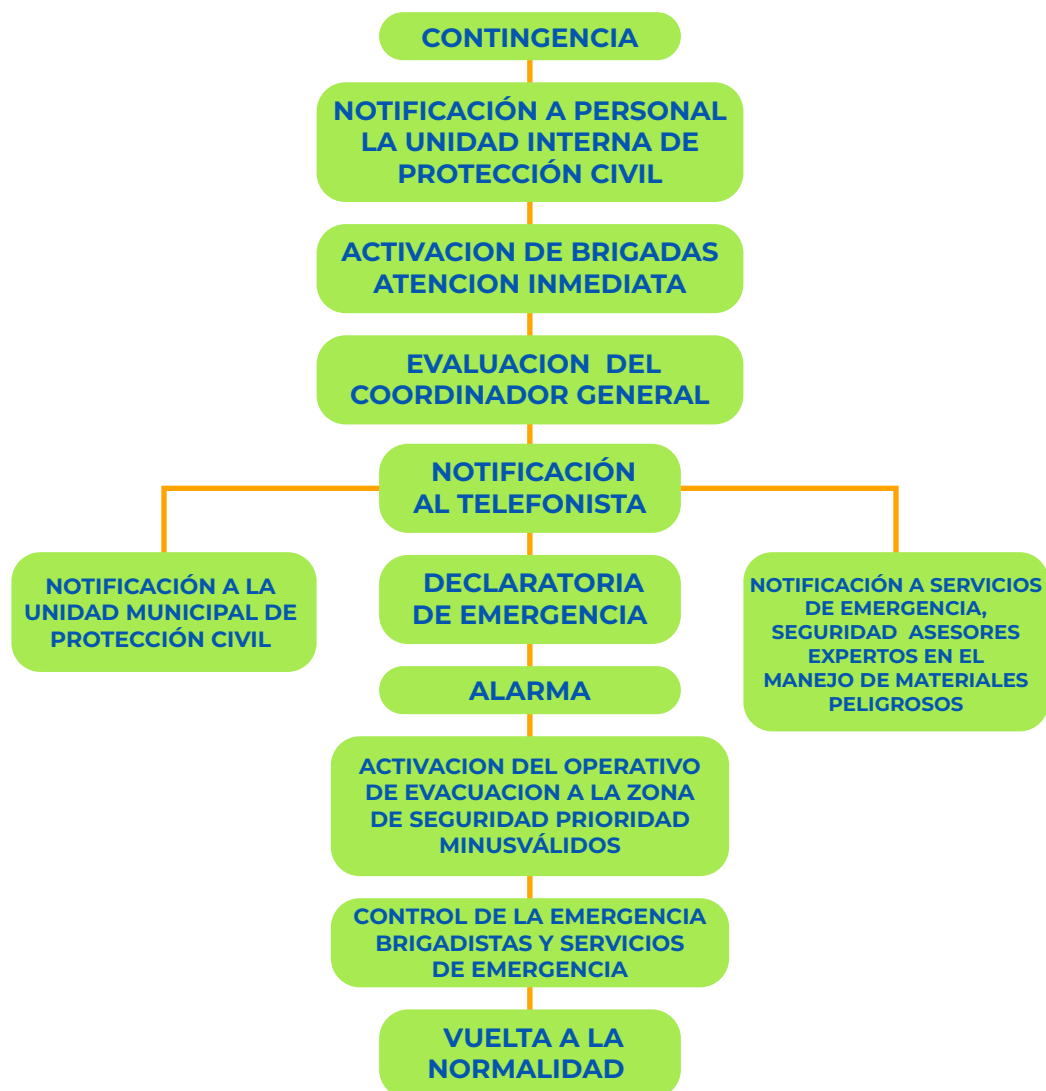 CONTINGENCIA
NOTIFICACIÓN A PERSONAL
LA UNIDAD INTERNA DE
PROTECCIÓN CIVIL
ACTIVACION DE BRIGADAS
ATENCION INMEDIATA
EVALUACION DEL
COORDINADOR GENERAL
NOTIFICACIÓN
AL TELEFONISTA
NOTIFICACIÓN A LA
UNIDAD MUNICIPAL DE
PROTECCIÓN CIVIL
DECLARATORIA
DE EMERGENCIA
NOTIFICACIÓN A SERVICIOS
DE EMERGENCIA,
SEGURIDAD ASESORES
EXPERTOS EN EL
MANEJO DE MATERIALES
PELIGROSOS
ALARMA
ACTIVACION DEL OPERATIVO
DE EVACUACION A LA ZONA
DE SEGURIDAD PRIORIDAD
MINUSVÁLIDOS
CONTROL DE LA EMERGENCIA
BRIGADISTAS Y SERVICIOS
DE EMERGENCIA
VUELTA A LA
NORMALIDAD